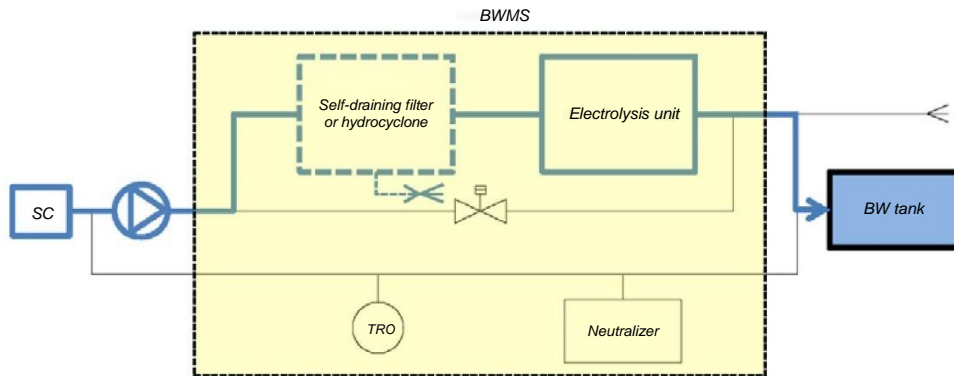 BWMS
Self-draining filter
or hydrocyclone
Electrolysis unit
SC
BW tank
TRO
Neutralizer